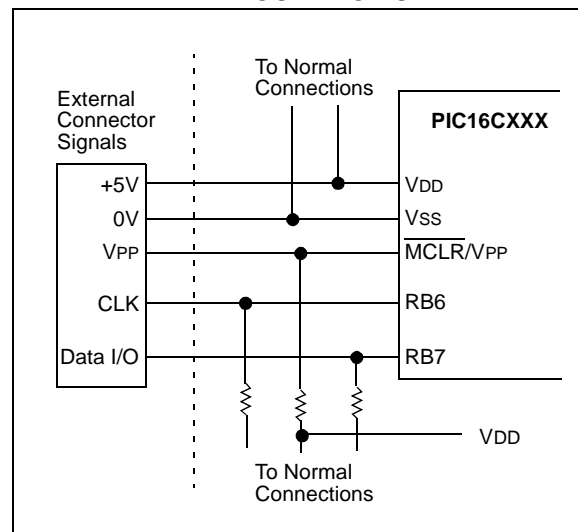 To Normal
Connections
External
Connector
Signals
PIC16CXXX
+5V
VDD
0V
VSS
VPP
MCLR/VPP
CLK
RB6
Data I/O
RB7
VDD
To Normal
Connections